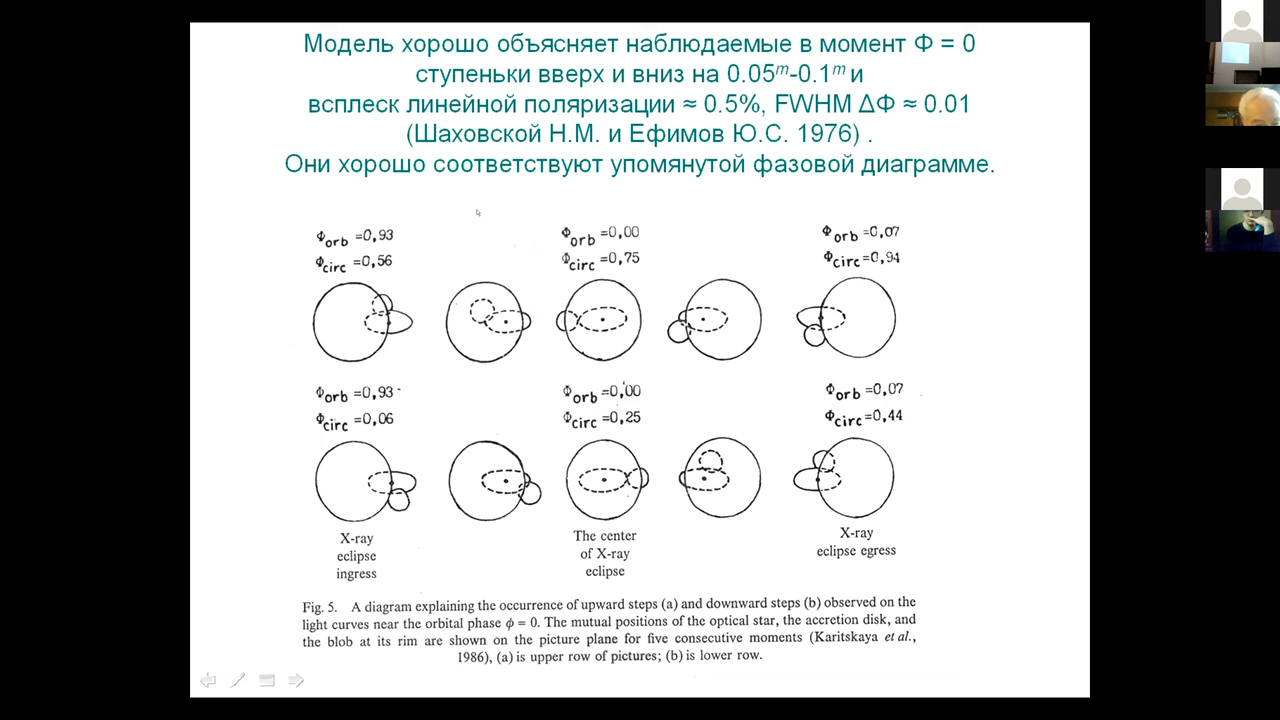 Модель хорошо объясняет наблюдаемые в момент Ф = 0
ступеньки вверх и вниз на 0.05m-0.1m и
всплеск линейной поляризации ≈ 0.5%, FWHM ΔФ ≈ 0.01
(Шаховской Н.М. и Ефимов Ю.С. 1976) .
Они хорошо соответствуют упомянутой фазовой диаграмме.
Φorb =0,93
Φcirc =0,56
Φorb =0,00
Φcirc =0,75
Φorb =0,07
Φcirc=0,94
Φorb =0,93
Φcirc =0,06
Φorb =0,00
Φcirc =0,25
Φorb =0,07
Φcirc =0,44
X-ray
eclipse
ingress
The center
of X-ray
eclipse
X-ray
eclipse egress
Fig. 5. A diagram explaining the occurrence of upward steps (a) and downward steps (b) observed on the
light curves near the orbital phase ϕ = 0. The mutual positions of the optical star, the accretion disk, and
the blob at its rim are shown on the picture plane for five consecutive moments (Karitskaya et al.,
1986), (a) is upper row of pictures; (b) is lower row.